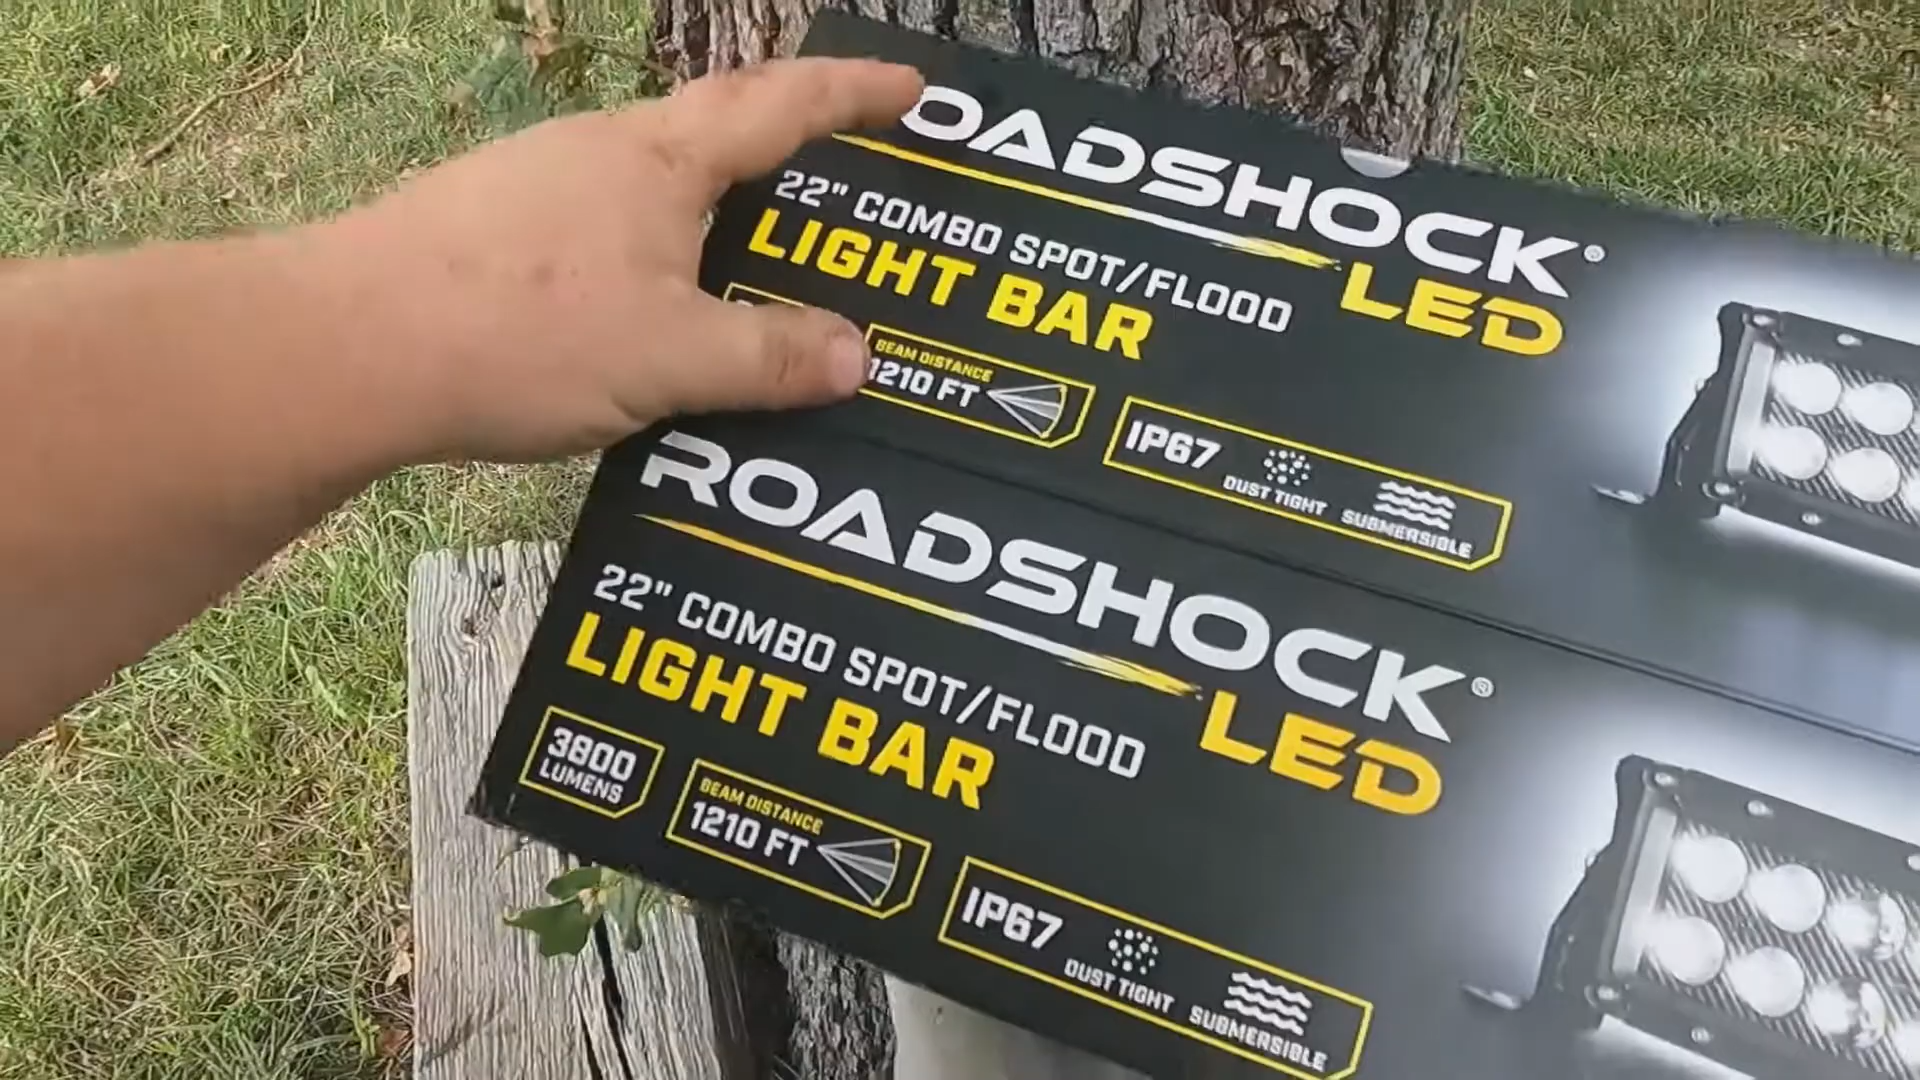 OADSHOCK®
LED
22" COMBO SPOT/FLOOD
LIGHT BAR
BEAM DISTANCE
1210 FT
IP67
DUST TIGHT
SUBMERSIBLE
ROADSHOCK®
LED
22" COMBO SPOT/FLOOD
LIGHT BAR
3800
LUMENS
BEAM DISTANCE
1210 FT
IP67
DUST TIGHT
SUBMERSIBLE